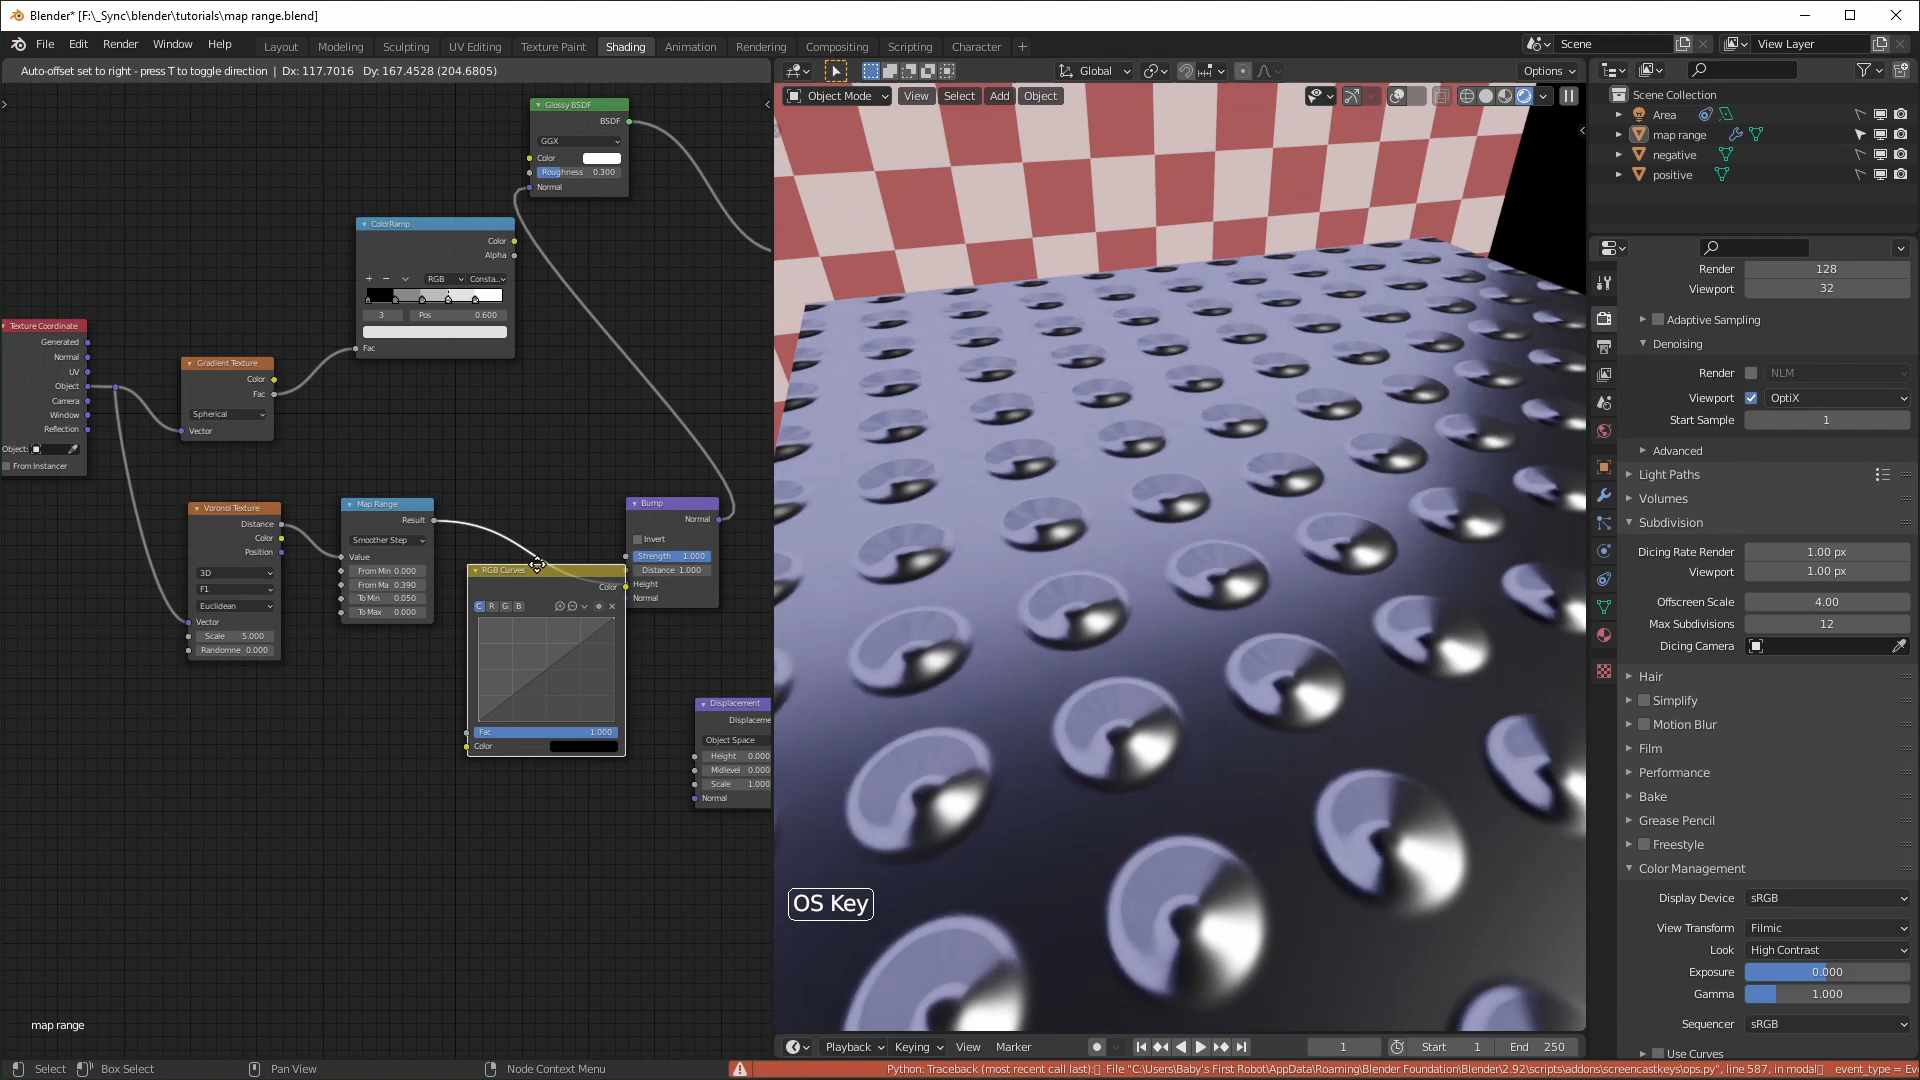 Blender* [F:\_Sync\blender\tutorials\map range.blend]
File Edit Render Window Help Layout Modeling Sculpting UV Editing Texture Paint Shading Animation Rendering Compositing Scripting Character + Scene View Layer
Auto-offset set to right - press T to toggle direction | Dx: 117.7016 Dy: 167.4528 (204.6805)
Global
Options
Object Mode View Select Add Object
Scene Collection
Area
map range
negative
positive
Glossy BSDF
BSDF
GGX
Color
Roughness 0.300
Normal
ColorRamp
Color
Alpha
RGB Consta..
3 Pos 0.600
Fac
Texture Coordinate
Generated
Normal
UV
Object
Camera
Window
Reflection
Object:
From Instancer
Gradient Texture
Color
Fac
Spherical
Vector
Voronoi Texture
Distance
Color
Position
3D
F1
Euclidean
Vector
Scale 5.000
Randomne 0.000
Map Range
Result
Smoother Step
Value
From Min 0.000
From Ma 0.390
To Min 0.050
To Max 0.000
RGB Curves
Color
C R G B
Fac 1.000
Color
Bump
Normal
Invert
Strength 1.000
Distance 1.000
Height
Normal
Displacement
Displaceme
Object Space
Height 0.000
Midlevel 0.000
Scale 1.000
Normal
map range
OS Key
Render 128
Viewport 32
Adaptive Sampling
Denoising
Render NLM
Viewport OptiX
Start Sample 1
Advanced
Light Paths
Volumes
Subdivision
Dicing Rate Render 1.00 px
Viewport 1.00 px
Offscreen Scale 4.00
Max Subdivisions 12
Dicing Camera
Hair
Simplify
Motion Blur
Film
Performance
Bake
Grease Pencil
Freestyle
Color Management
Display Device sRGB
View Transform Filmic
Look High Contrast
Exposure 0.000
Gamma 1.000
Sequencer sRGB
Use Curves
Playback Keying View Marker 1 Start 1 End 250
Select Box Select Pan View Node Context Menu Python: Traceback (most recent call last): File "C:\Users\Baby's First Robot\AppData\Roaming\Blender Foundation\Blender\2.92\scripts\addons\screencastkeys\ops.py", line 587, in modal event_type = Ev